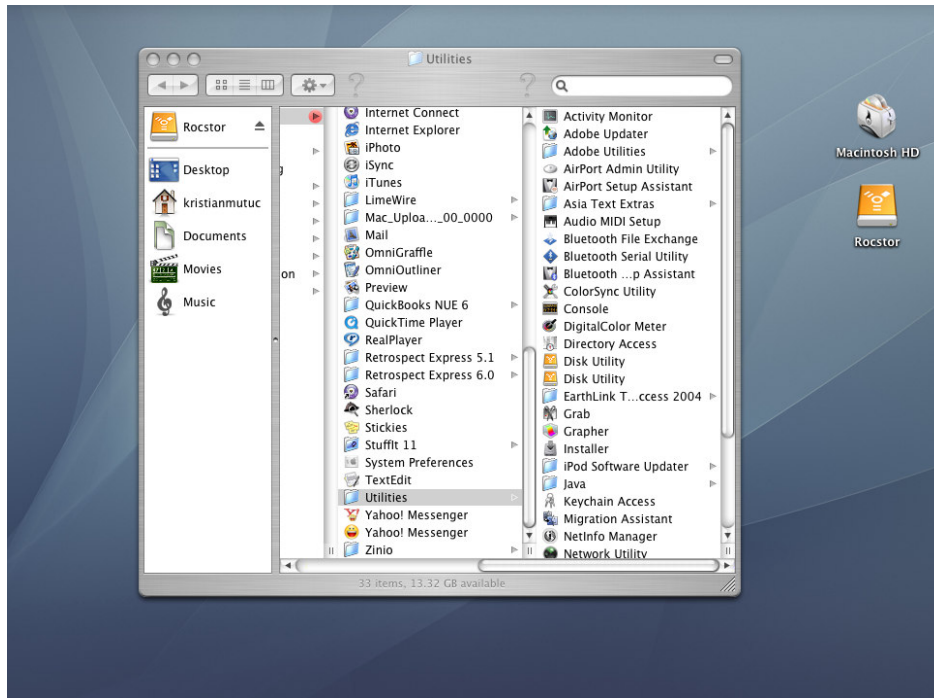 Utilities
Rocstor
Desktop
kristianmutuc
Documents
Movies
Music
g
on
Internet Connect
Internet Explorer
iPhoto
iSync
iTunes
LimeWire
Mac_Uploa..._00_0000
Mail
OmniGraffle
OmniOutliner
Preview
QuickBooks NUE 6
QuickTime Player
RealPlayer
Retrospect Express 5.1
Retrospect Express 6.0
Safari
Sherlock
Stickies
StuffIt 11
System Preferences
TextEdit
Utilities
Yahoo! Messenger
Yahoo! Messenger
Zinio
Activity Monitor
Adobe Updater
Adobe Utilities
AirPort Admin Utility
AirPort Setup Assistant
Asia Text Extras
Audio MIDI Setup
Bluetooth File Exchange
Bluetooth Serial Utility
Bluetooth ...p Assistant
ColorSync Utility
Console
DigitalColor Meter
Directory Access
Disk Utility
Disk Utility
EarthLink T...ccess 2004
Grab
Grapher
Installer
iPod Software Updater
Java
Keychain Access
Migration Assistant
NetInfo Manager
Network Utility
33 items, 13.32 GB available
Macintosh HD
Rocstor